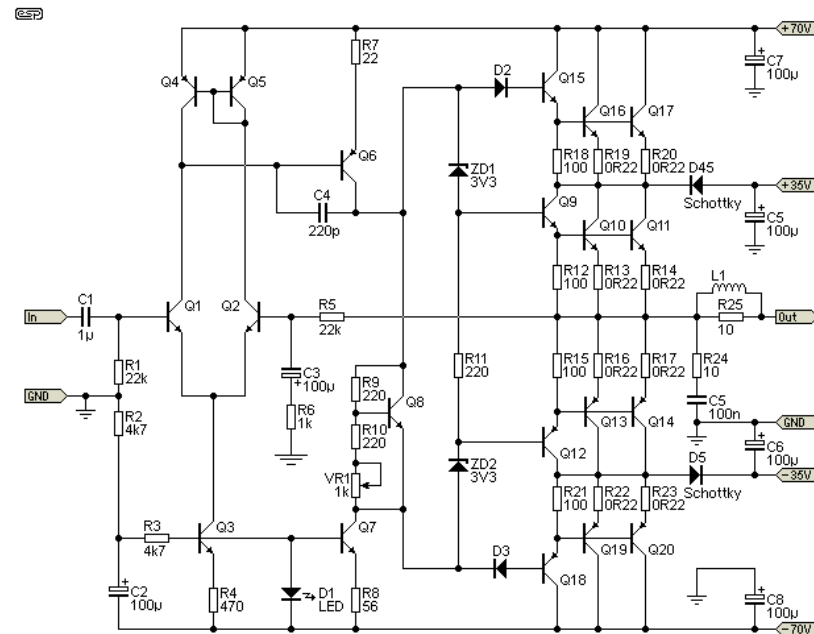 esp
+70V
R7
22
C7
100µ
Q4
Q5
D2
Q15
Q16
Q17
Q6
ZD1
3V3
R18
100
R19
0R22
R20
0R22
D45
Schottky
+35V
C4
220p
Q9
Q10
Q11
C5
100µ
R12
100
R13
0R22
R14
0R22
L1
R25
10
Out
In
C1
1µ
Q1
Q2
R5
22k
R1
22k
C3
100µ
R6
1k
R9
220
R10
220
Q8
R11
220
R15
100
R16
0R22
R17
0R22
R24
10
C5
100n
GND
GND
R2
4k7
VR1
1k
ZD2
3V3
Q12
Q13
Q14
C6
100µ
D5
Schottky
-35V
R21
100
R22
0R22
R23
0R22
R3
4k7
Q3
Q7
D3
Q18
Q19
Q20
C2
100µ
R4
470
D1
LED
R8
56
C8
100µ
-70V